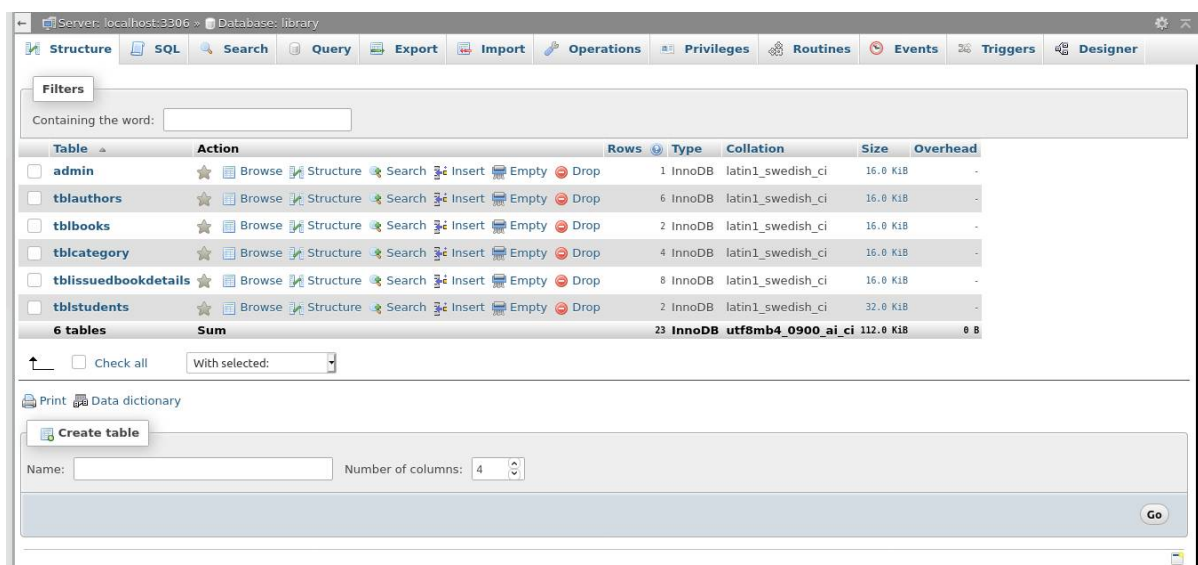 Server: localhost:3306 » Database: library
Structure SQL Search Query Export Import Operations Privileges Routines Events Triggers Designer
Filters
Containing the word:
Table Action Rows Type Collation Size Overhead
admin Browse Structure Search Insert Empty Drop 1 InnoDB latin1_swedish_ci 16.0 KiB -
tblauthors Browse Structure Search Insert Empty Drop 6 InnoDB latin1_swedish_ci 16.0 KiB -
tblbooks Browse Structure Search Insert Empty Drop 2 InnoDB latin1_swedish_ci 16.0 KiB -
tblcategory Browse Structure Search Insert Empty Drop 4 InnoDB latin1_swedish_ci 16.0 KiB -
tblissuedbookdetails Browse Structure Search Insert Empty Drop 8 InnoDB latin1_swedish_ci 16.0 KiB -
tblstudents Browse Structure Search Insert Empty Drop 2 InnoDB latin1_swedish_ci 32.0 KiB -
6 tables Sum 23 InnoDB utf8mb4_0900_ai_ci 112.0 KiB 0 B
Check all With selected:
Print Data dictionary
Create table
Name: Number of columns: 4
Go